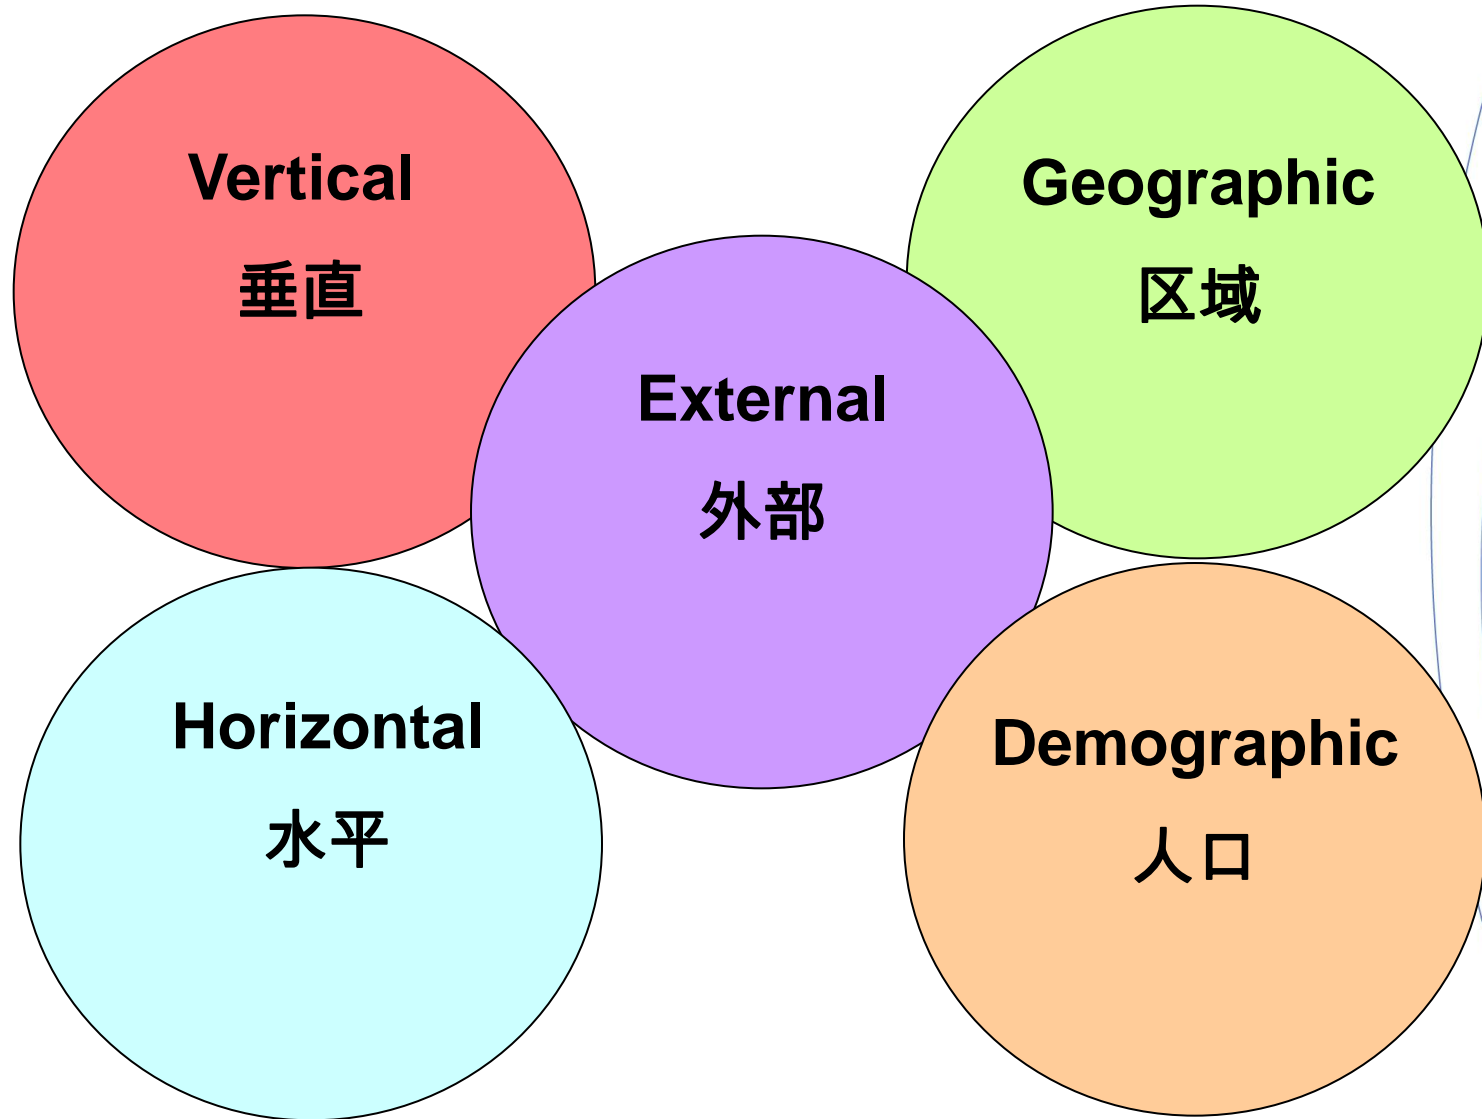 Vertical
垂直
Geographic
区域
External
外部
Horizontal
水平
Demographic
人口